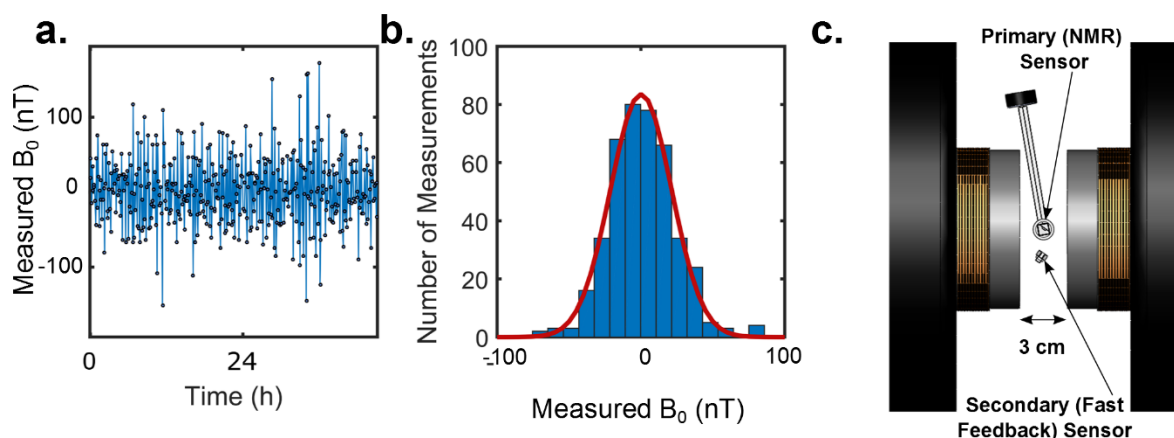 a.
Measured B₀ (nT)
100
0
-100
0
24
Time (h)
b.
Number of Measurements
100
80
60
40
20
0
-100
0
100
Measured B₀ (nT)
c.
Primary (NMR)
Sensor
3 cm
Secondary (Fast
Feedback) Sensor